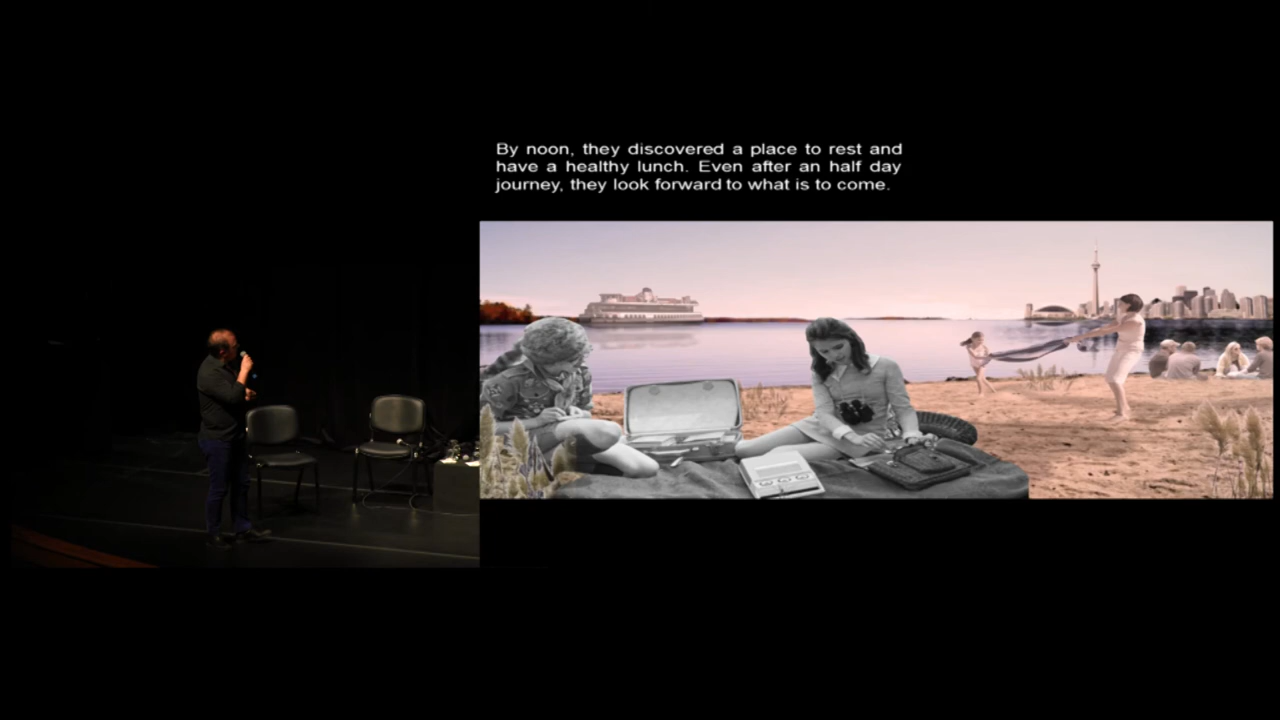 By noon, they discovered a place to rest and
have a healthy lunch. Even after an half day
journey, they look forward to what is to come.